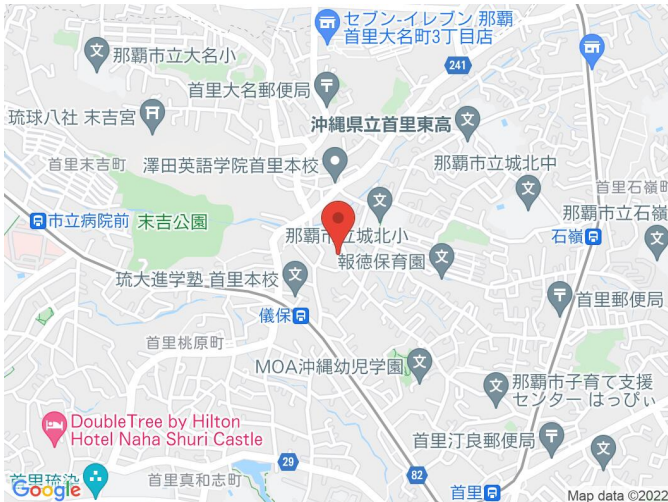 セブン-イレブン 那覇
首里大名町3丁目店
那覇市立大名小
241
首里大名郵便局
琉球八社 末吉宮
沖縄県立首里東高
首里末吉町
澤田英語学院首里本校
那覇市立城北中
首里石嶺町
市立病院前
末吉公園
那覇市立石嶺
那覇市立城北小
石嶺
報徳保育園
琉大進学塾 首里本校
首里郵便局
儀保
首里桃原町
MOA沖縄幼児学園
那覇市子育て支援
センター はっぴぃ
DoubleTree by Hilton
Hotel Naha Shuri Castle
首里汀良郵便局
29
82
首里琉染
首里真和志町
首里
Google
Map data ©2022